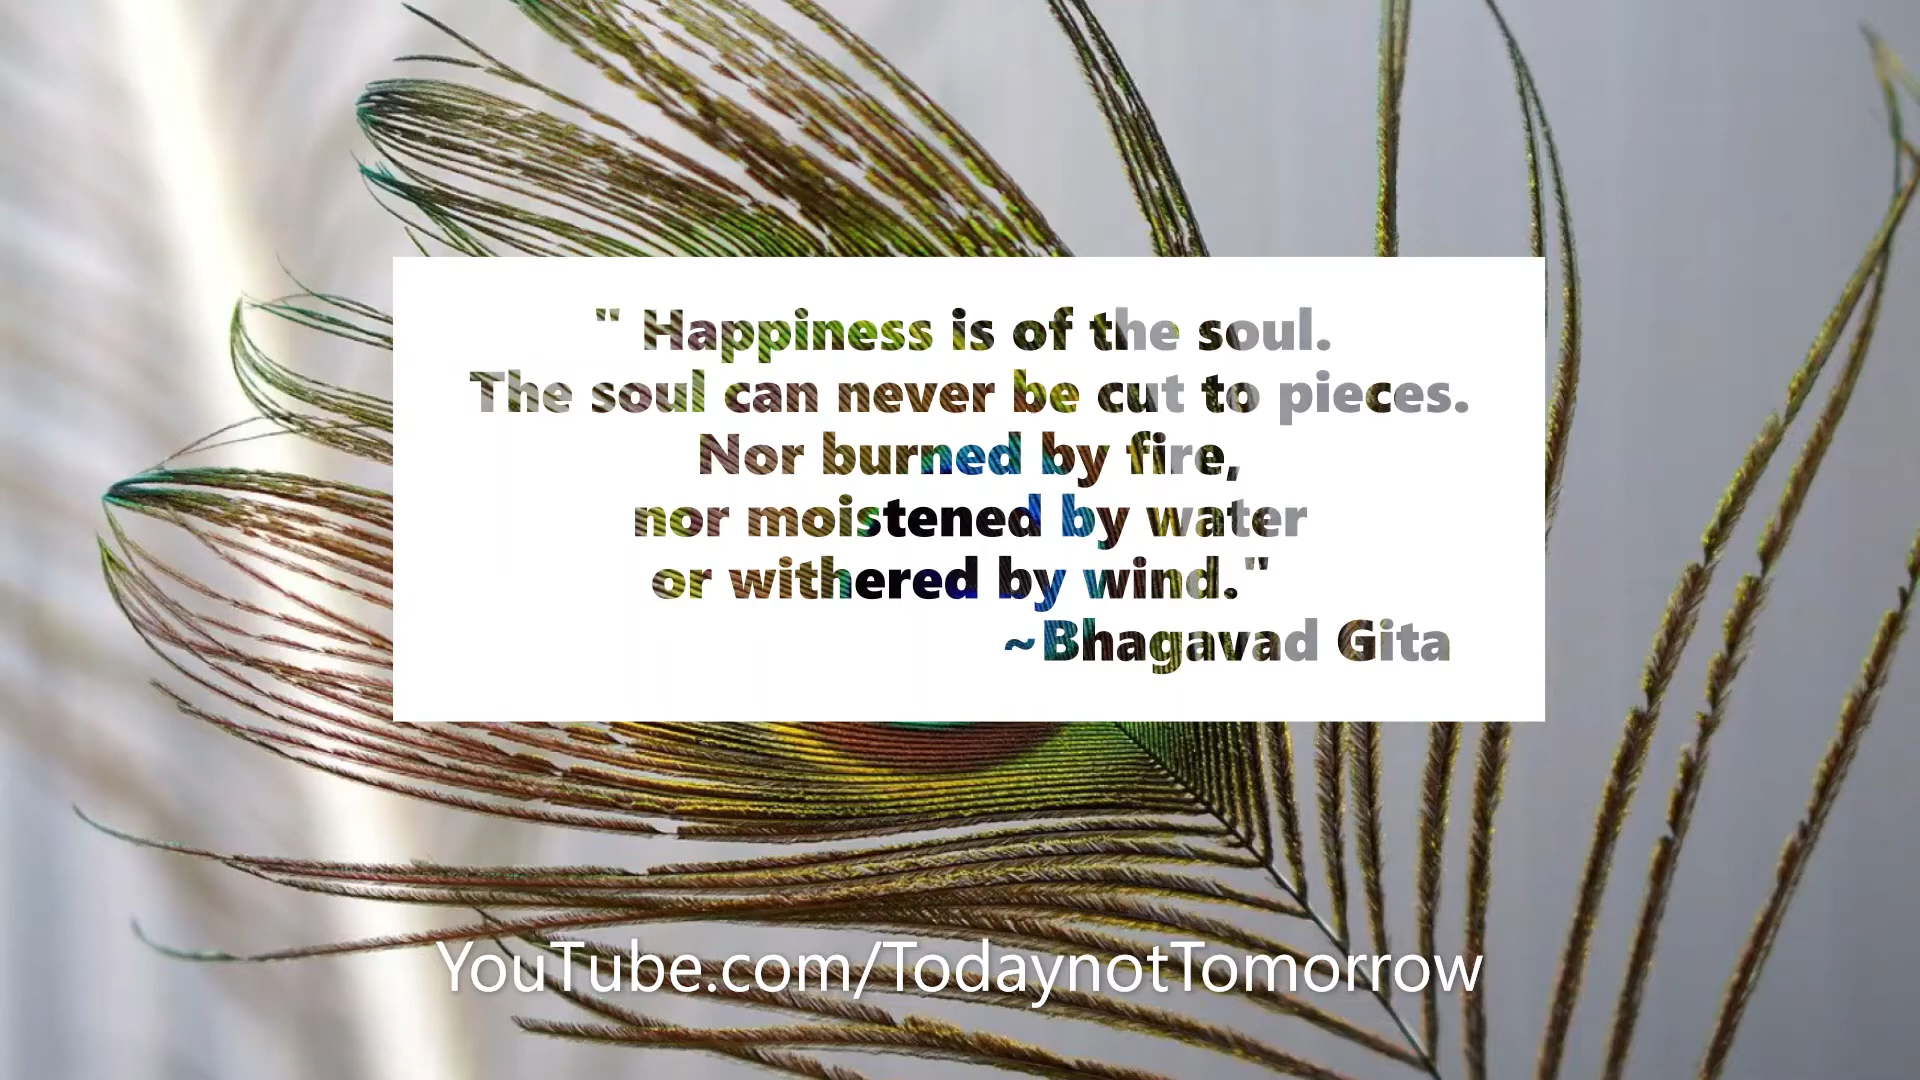 " Happiness is of the soul.
The soul can never be cut to pieces.
Nor burned by fire,
nor moistened by water
or withered by wind."
~Bhagavad Gita
YouTube.com/TodaynotTomorrow